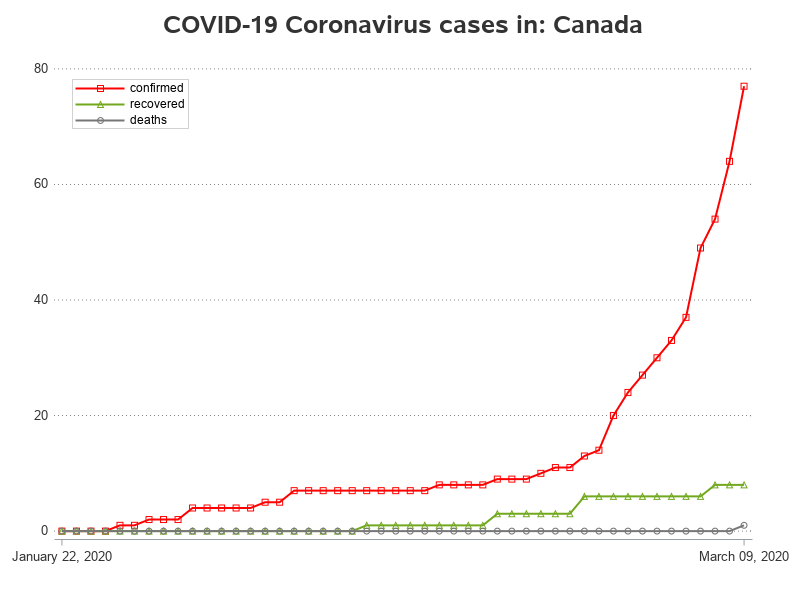 COVID-19 Coronavirus cases in: Canada
80
confirmed
recovered
deaths
60
40
20
0
January 22, 2020
March 09, 2020